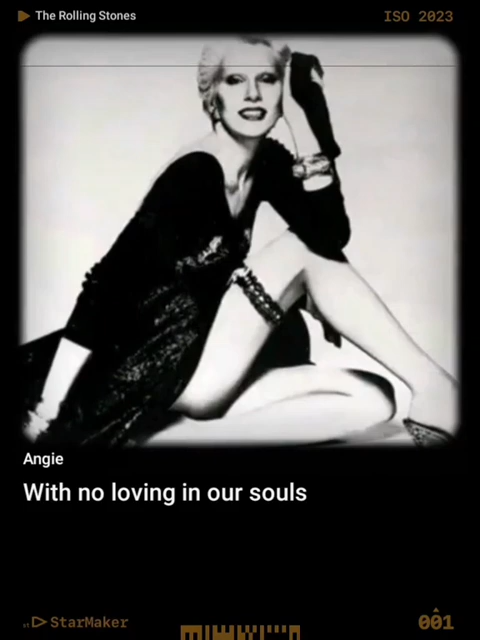 The Rolling Stones
ISO 2023
Angie
With no loving in our souls
StarMaker
001